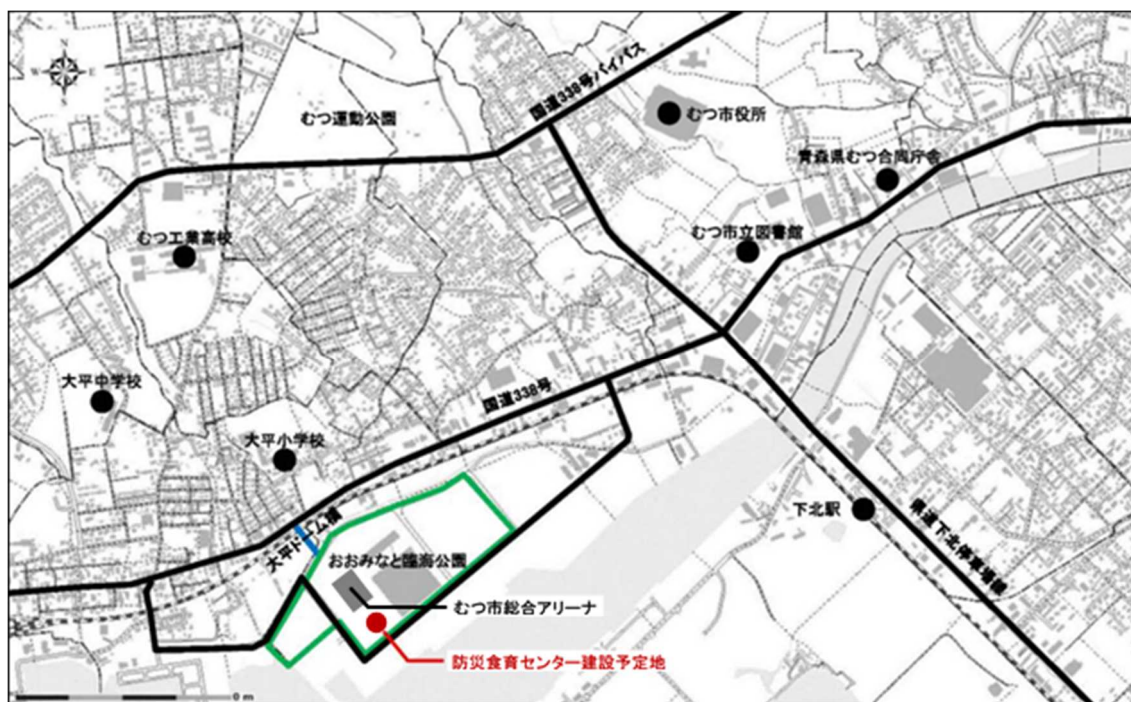 N
W
E
S
むつ運動公園
国道338号バイパス
むつ市役所
青森県むつ合同庁舎
むつ工業高校
むつ市立図書館
大平中学校
国道338号
大平小学校
下北駅
県道下北停車場線
大平ドーム橋
おおみなと臨海公園
むつ市総合アリーナ
防災食育センター建設予定地
0 m